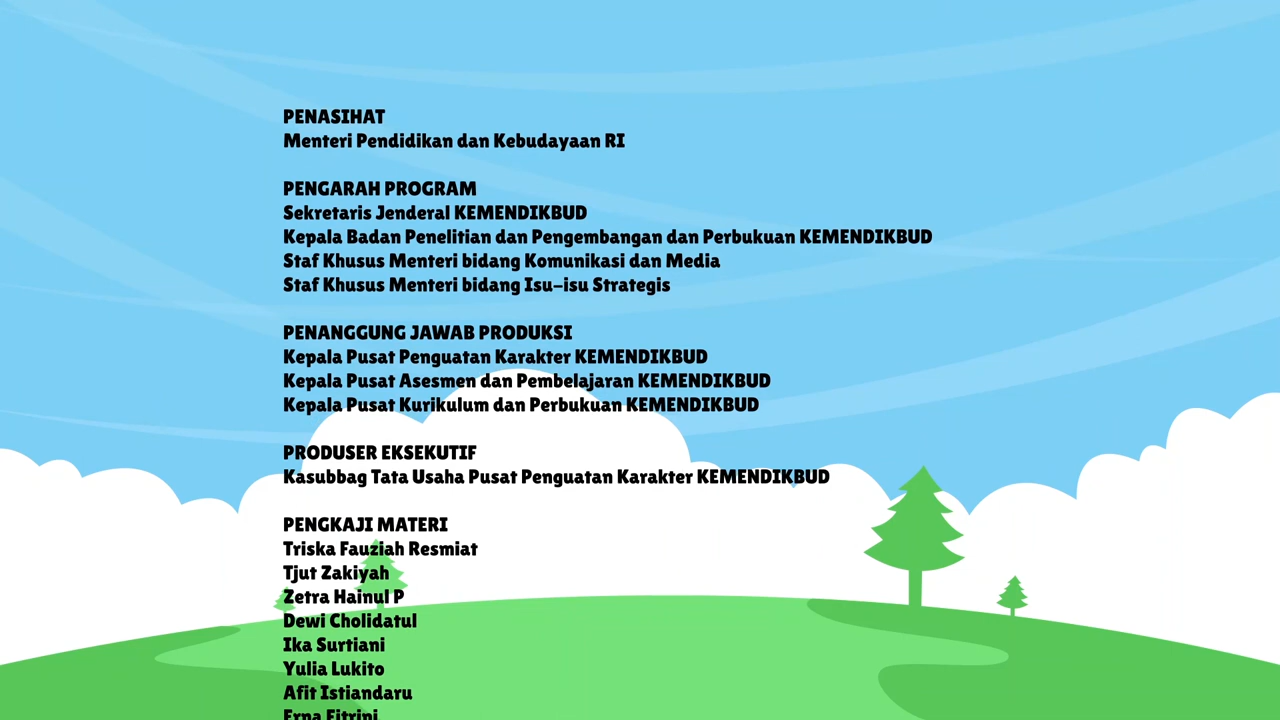 PENASIHAT
Menteri Pendidikan dan Kebudayaan RI
PENGARAH PROGRAM
Sekretaris Jenderal KEMENDIKBUD
Kepala Badan Penelitian dan Pengembangan dan Perbukuan KEMENDIKBUD
Staf Khusus Menteri bidang Komunikasi dan Media
Staf Khusus Menteri bidang Isu-isu Strategis
PENANGGUNG JAWAB PRODUKSI
Kepala Pusat Penguatan Karakter KEMENDIKBUD
Kepala Pusat Asesmen dan Pembelajaran KEMENDIKBUD
Kepala Pusat Kurikulum dan Perbukuan KEMENDIKBUD
PRODUSER EKSEKUTIF
Kasubbag Tata Usaha Pusat Penguatan Karakter KEMENDIKBUD
PENGKAJI MATERI
Triska Fauziah Resmiat
Tjut Zakiyah
Zetra Hainul P
Dewi Cholidatul
Ika Surtiani
Yulia Lukito
Afit Istiandaru
Erna Fitrini